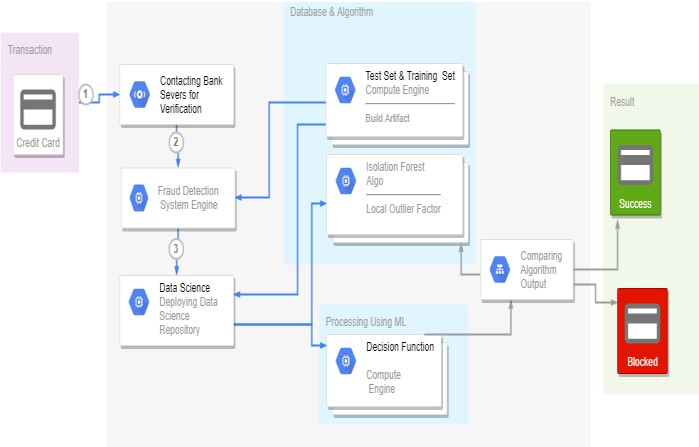 Database & Algorithm
Transaction
Credit Card
1
Contacting Bank
Severs for
Verification
2
Fraud Detection
System Engine
3
Data Science
Deploying Data
Science
Repository
Test Set & Training Set
Compute Engine
Build Artifact
Isolation Forest
Algo
Local Outlier Factor
Processing Using ML
Decision Function
Compute
Engine
Comparing
Algorithm
Output
Result
Success
Blocked